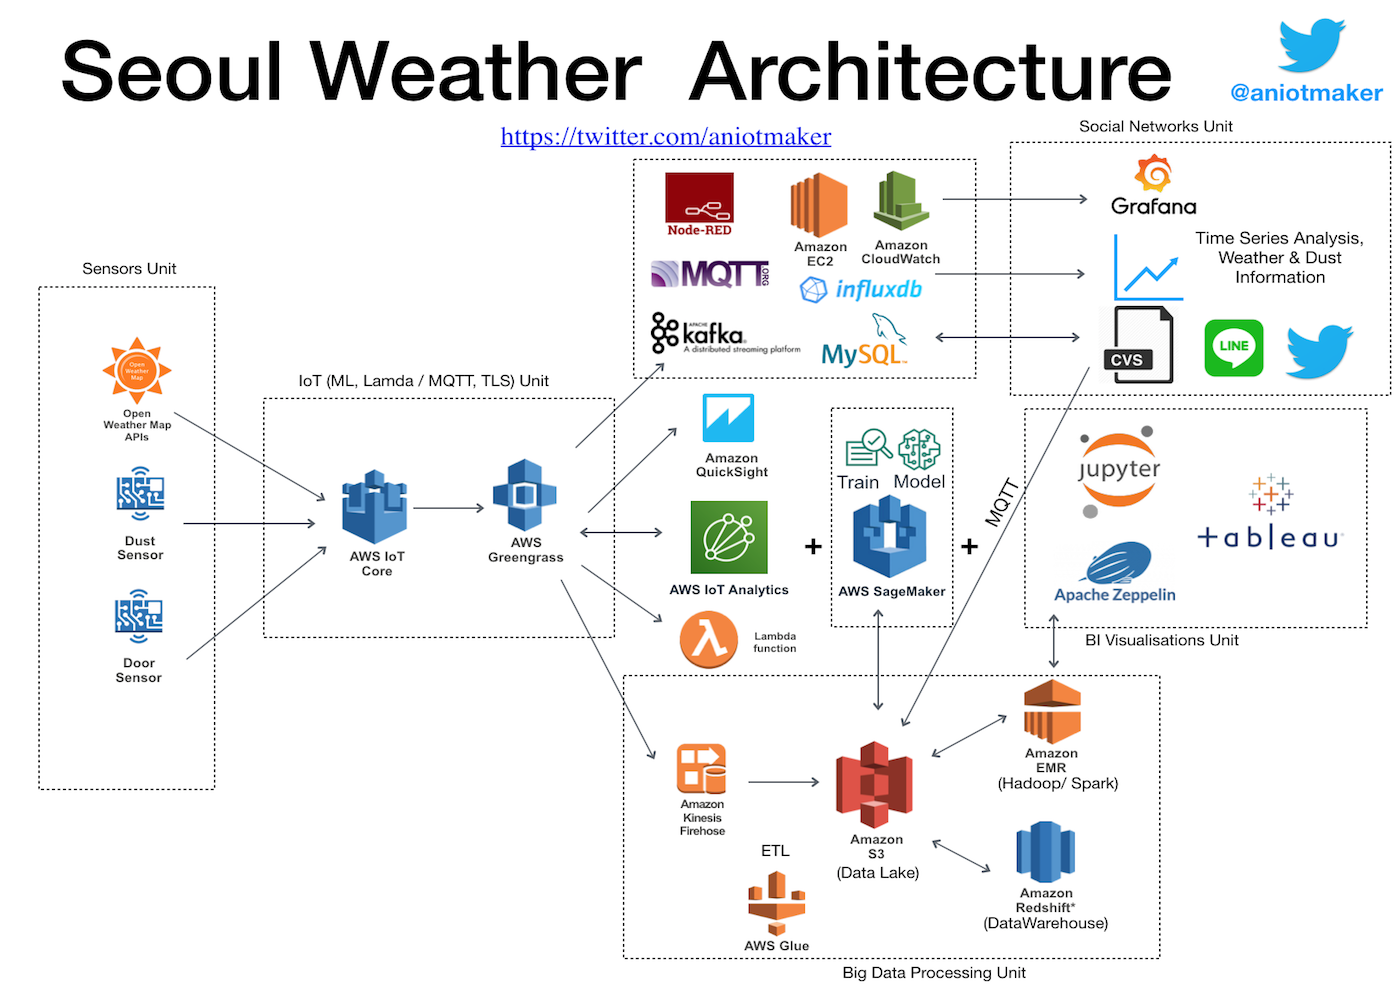 Seoul Weather Architecture
@aniotmaker
https://twitter.com/aniotmaker
Social Networks Unit
Sensors Unit
Open
Weather
Map
Open
Weather Map
APIs
Dust
Sensor
Door
Sensor
IoT (ML, Lamda / MQTT, TLS) Unit
AWS IoT
Core
AWS
Greengrass
Node-RED
Amazon
EC2
Amazon
CloudWatch
MQTT.ORG
influxdb
APACHE
kafka®
A distributed streaming platform
MySQL™
Grafana
Time Series Analysis,
Weather & Dust
Information
CVS
LINE
Amazon
QuickSight
AWS IoT Analytics
Lambda
function
+
Train
Model
AWS SageMaker
+
MQTT
jupyter
+ableau
Apache Zeppelin
BI Visualisations Unit
Amazon
Kinesis
Firehose
ETL
AWS Glue
Amazon
S3
(Data Lake)
Amazon
EMR
(Hadoop/ Spark)
Amazon
Redshift*
(DataWarehouse)
Big Data Processing Unit